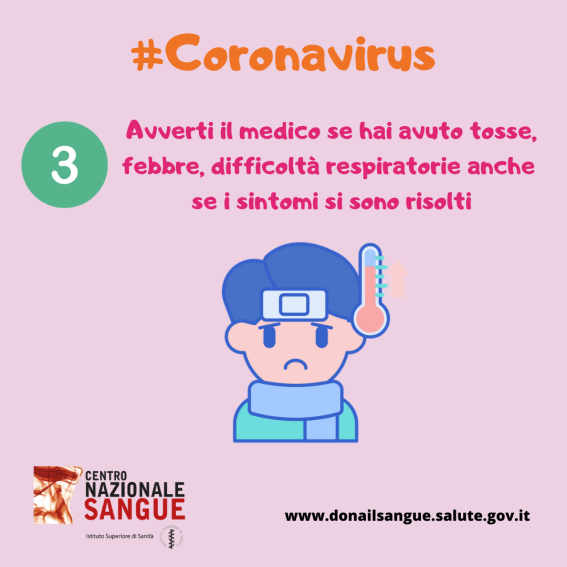 #Coronavirus
3
Avverti il medico se hai avuto tosse,
febbre, difficoltà respiratorie anche
se i sintomi si sono risolti
CENTRO
NAZIONALE
SANGUE
Istituto Superiore di Sanità
www.donailsangue.salute.gov.it